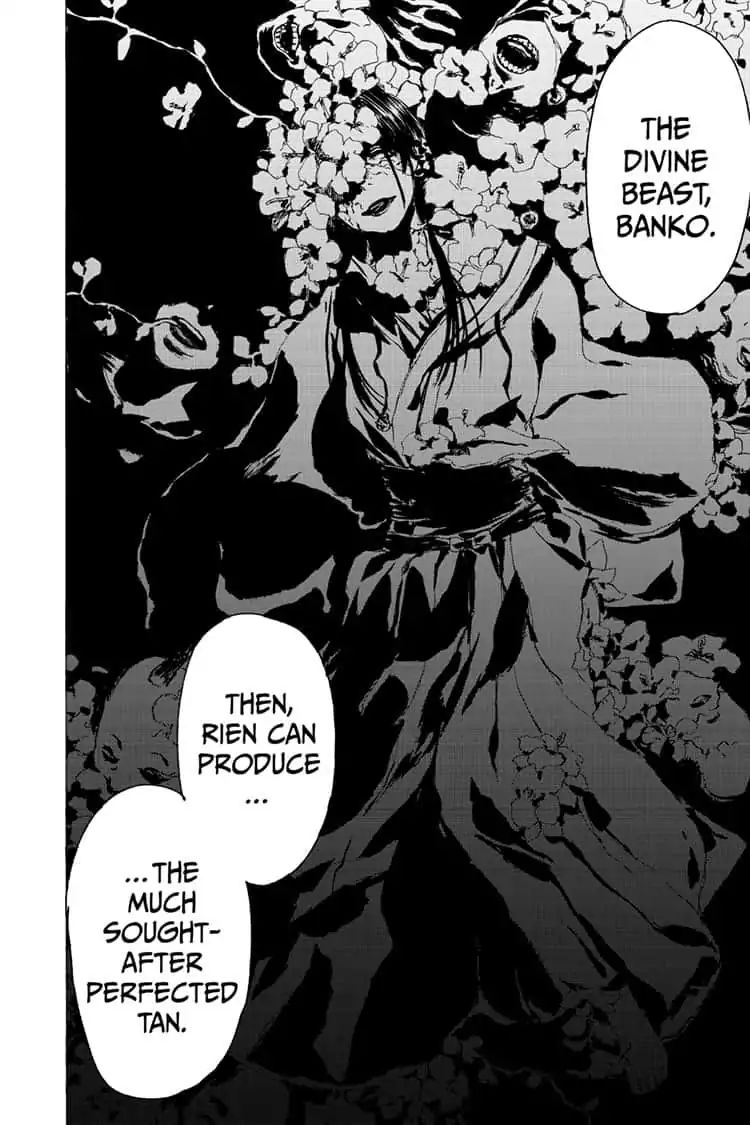 THE
DIVINE
BEAST,
BANKO.
THEN,
RIEN CAN
PRODUCE
...
...THE
MUCH
SOUGHT-
AFTER
PERFECTED
TAN.